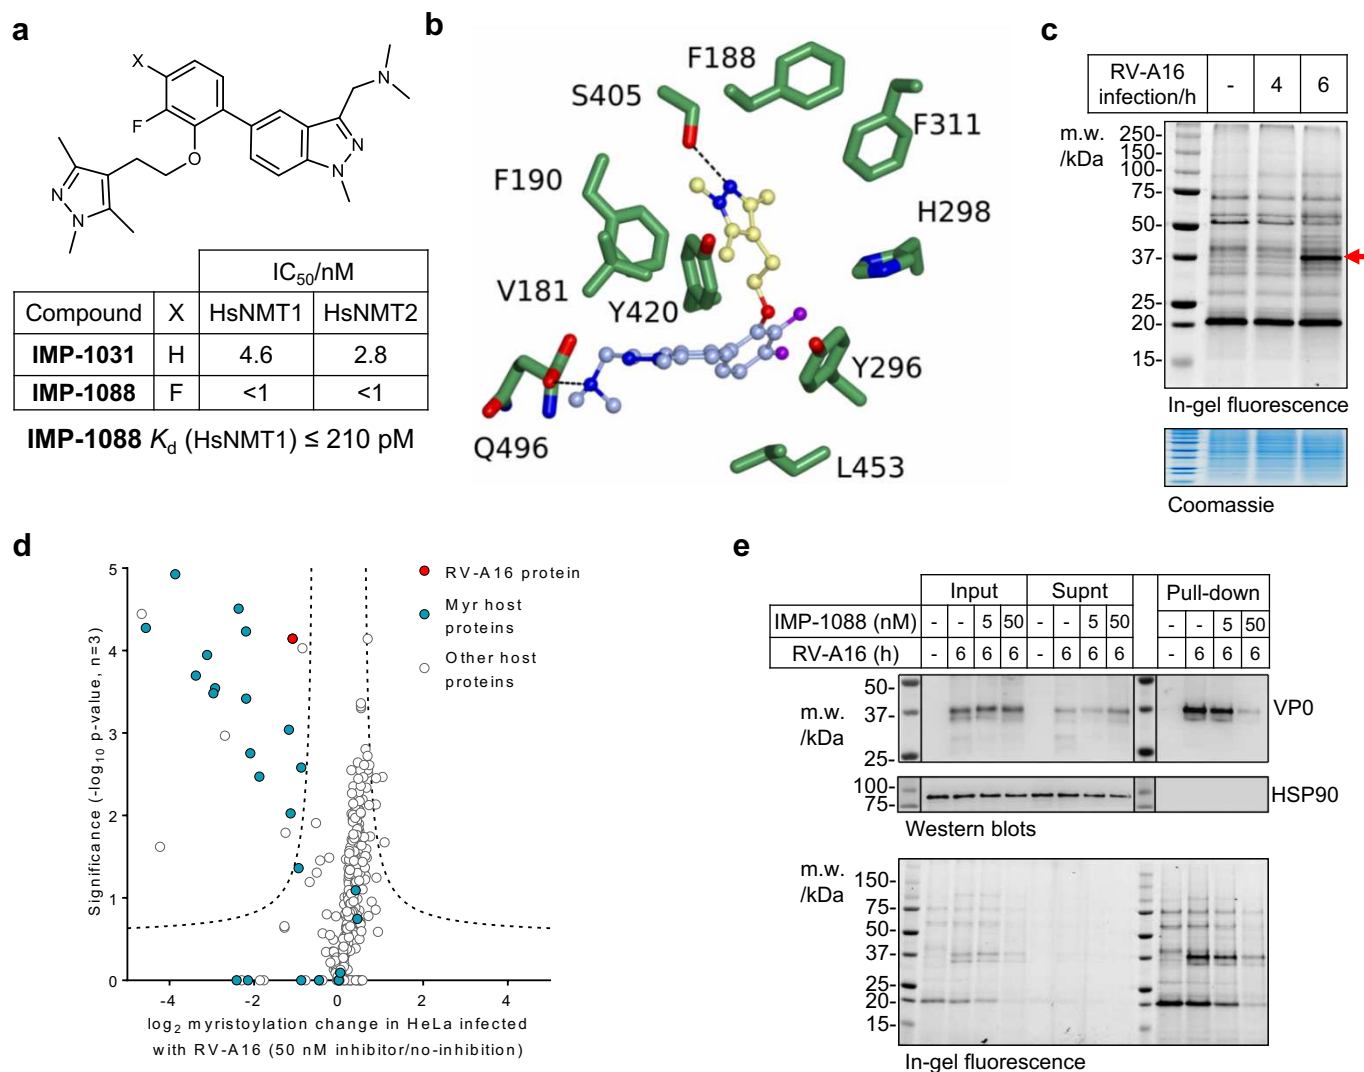 a
X
F
O
N
N
N
N
N
IC50/nM
Compound X HsNMT1 HsNMT2
IMP-1031 H 4.6 2.8
IMP-1088 F <1 <1
IMP-1088 Kd (HsNMT1) ≤ 210 pM
b
F188
S405
F311
F190
H298
V181
Y420
Y296
Q496
L453
c
RV-A16 infection/h - 4 6
m.w.
/kDa
250-
150-
100-
75-
50-
37-
25-
20-
15-
In-gel fluorescence
Coomassie
d
5
4
3
2
1
0
Significance (-log10 p-value, n=3)
-4 -2 0 2 4
log2 myristoylation change in HeLa infected
with RV-A16 (50 nM inhibitor/no-inhibition)
RV-A16 protein
Myr host
proteins
Other host
proteins
e
Input Supnt Pull-down
IMP-1088 (nM) - - 5 50 - - 5 50 - - 5 50
RV-A16 (h) - 6 6 6 - 6 6 6 - 6 6 6
m.w.
/kDa
50-
37-
25-
VP0
100-
75-
HSP90
Western blots
m.w.
/kDa
150-
75-
50-
37-
25-
20-
15-
In-gel fluorescence